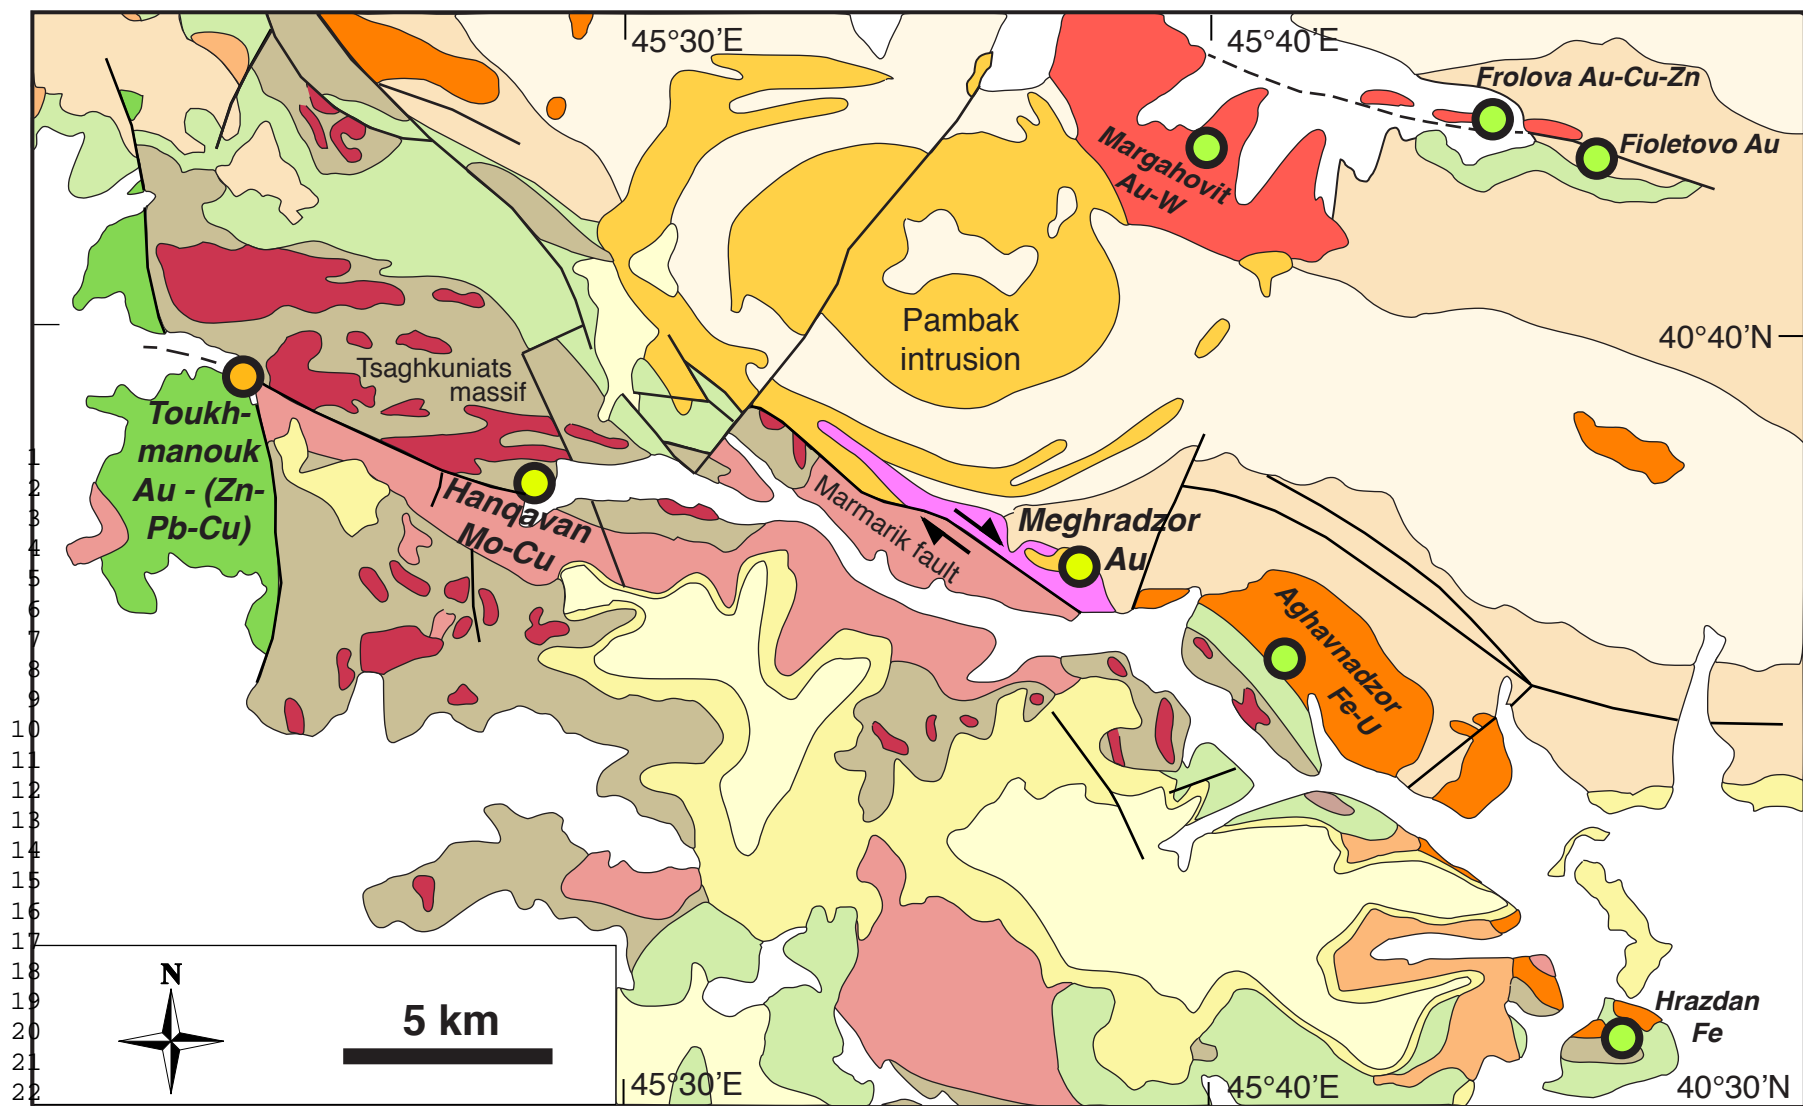 45°30’E
45°40’E
Frolova Au-Cu-Zn
Fioletovo Au
Margahovit
Au-W
Pambak
intrusion
40°40’N
Tsaghkuniats
massif
Toukh-
manouk
Au - (Zn-
Pb-Cu)
Hanqavan
Mo-Cu
Marmarik fault
Meghradzor
Au
Aghavnadzor
Fe-U
1
2
3
4
5
6
7
8
9
10
11
12
13
14
15
16
17
18
19
20
21
22
N
5 km
Hrazdan
Fe
45°30’E
45°40’E
40°30’N